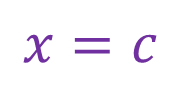 x = c